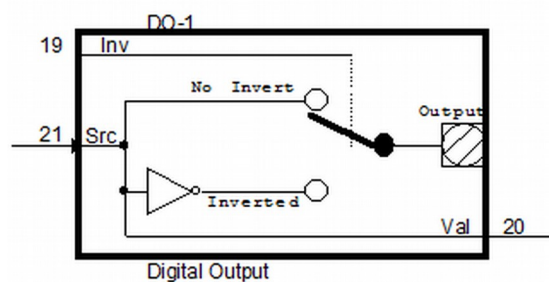 DO-1
19 Inv
No Invert
Output
21 Src
Inverted
Val 20
Digital Output